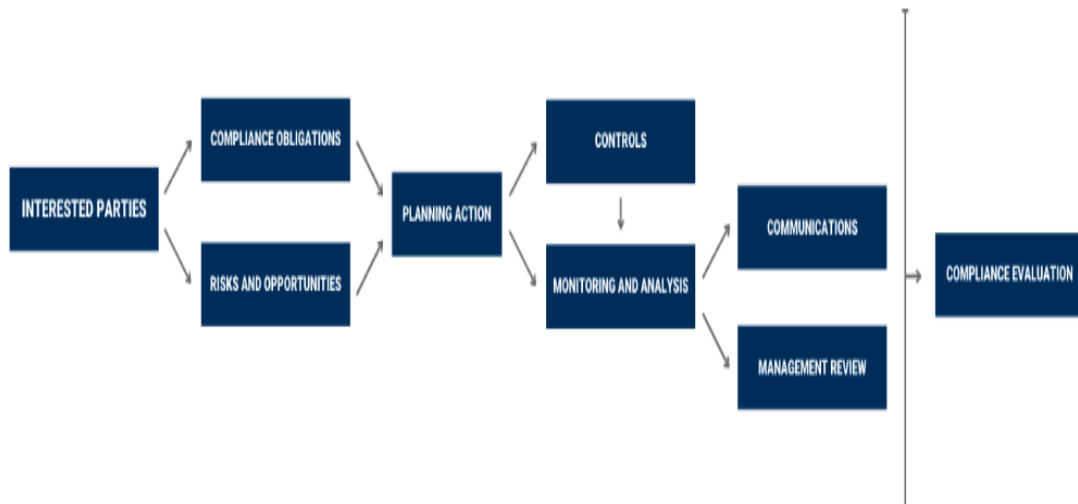 INTERESTED PARTIES
COMPLIANCE OBLIGATIONS
RISKS AND OPPORTUNITIES
PLANNING ACTION
CONTROLS
MONITORING AND ANALYSIS
COMMUNICATIONS
MANAGEMENT REVIEW
COMPLIANCE EVALUATION